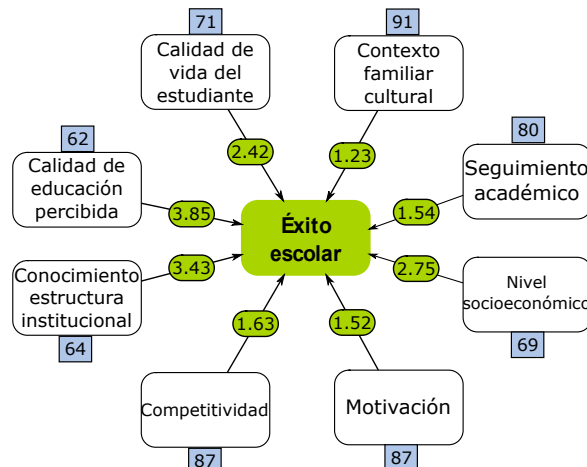 71
Calidad de
vida del
estudiante
2.42
91
Contexto
familiar
cultural
1.23
62
Calidad de
educación
percibida
3.85
80
Seguimiento
académico
1.54
Éxito
escolar
Conocimiento
estructura
institucional
64
3.43
Nivel
socioeconómico
69
2.75
Competitividad
87
1.63
Motivación
87
1.52